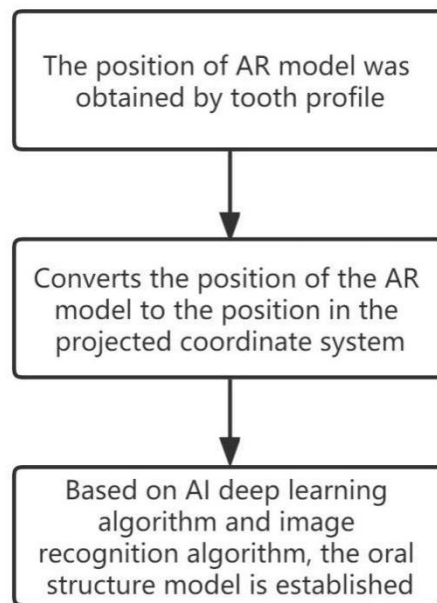 The position of AR model was
obtained by tooth profile
Converts the position of the AR
model to the position in the
projected coordinate system
Based on AI deep learning
algorithm and image
recognition algorithm, the oral
structure model is established